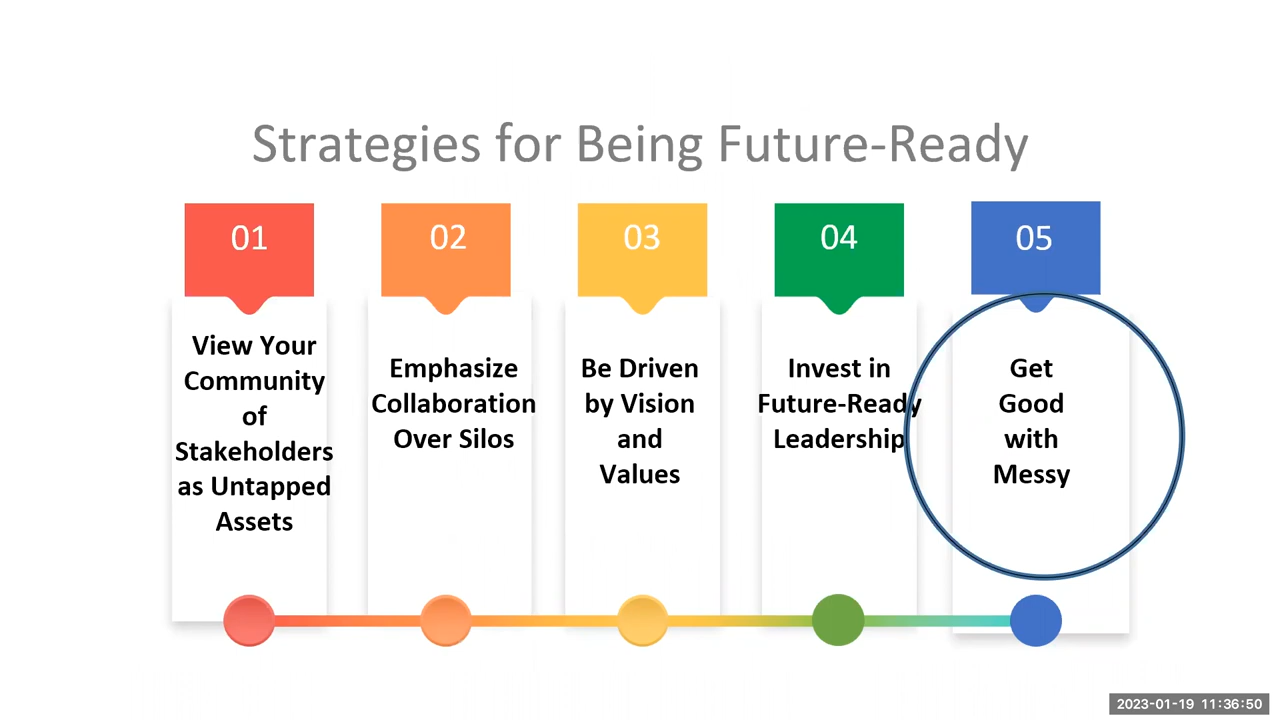 Strategies for Being Future-Ready
01
View Your
Community
of
Stakeholders
as Untapped
Assets
02
Emphasize
Collaboration
Over Silos
03
Be Driven
by Vision
and
Values
04
Invest in
Future-Ready
Leadership
05
Get
Good
with
Messy
2023-01-19 11:36:50